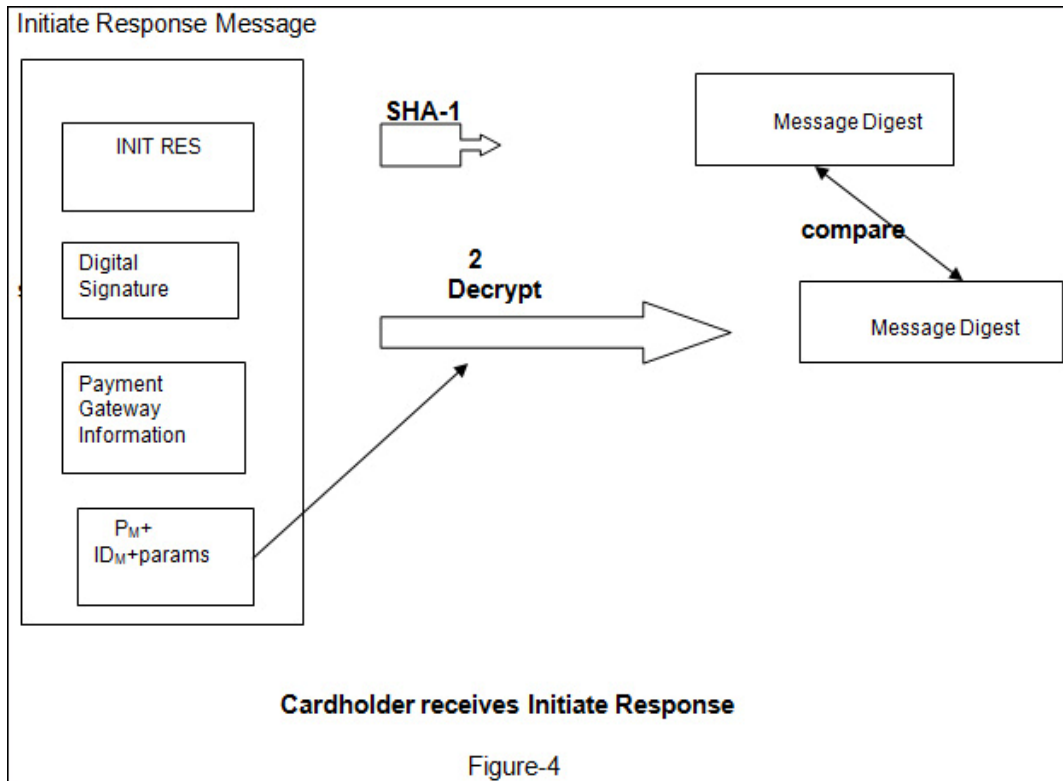 Initiate Response Message
INIT RES
Digital
Signature
Payment
Gateway
Information
PM+
IDM+params
SHA-1
2
Decrypt
Message Digest
compare
Message Digest
Cardholder receives Initiate Response
Figure-4